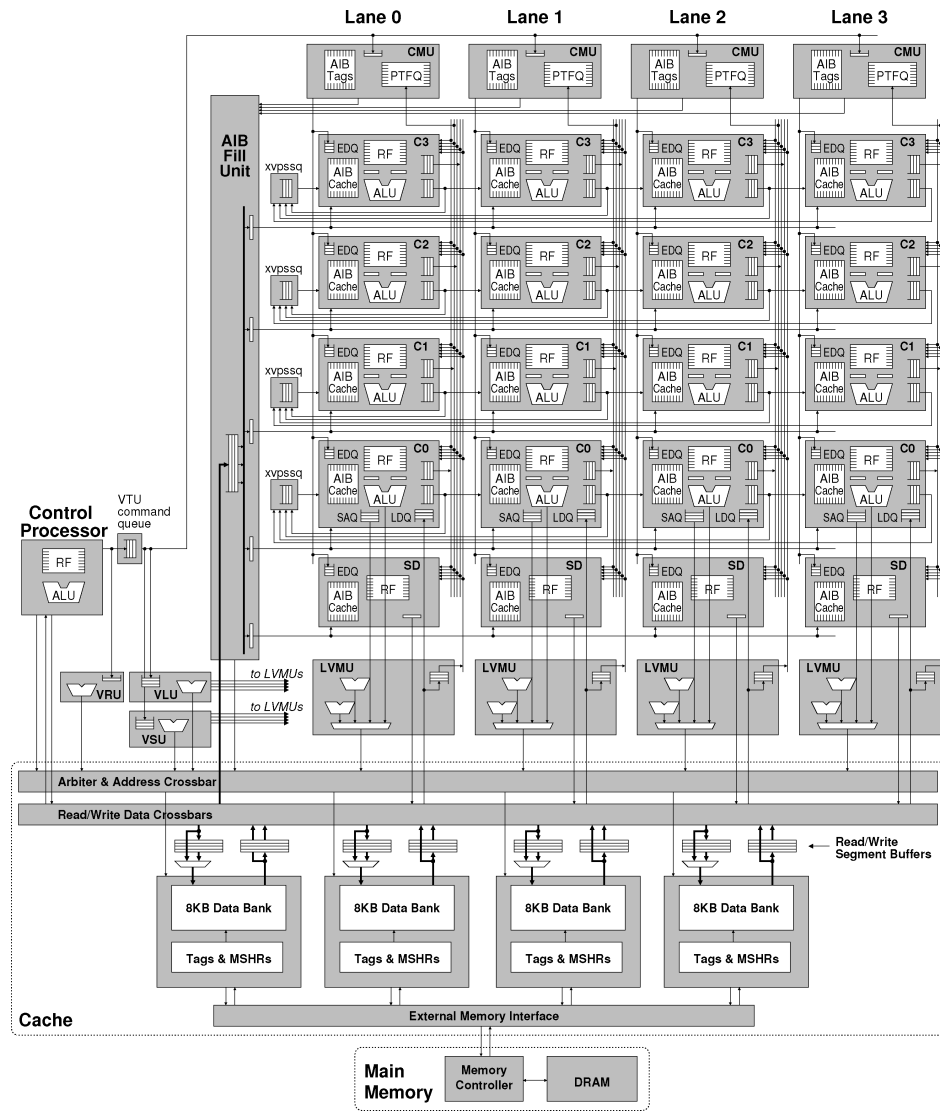 Lane 0 Lane 1 Lane 2 Lane 3
CMU CMU CMU CMU
AIB Tags PTFQ AIB Tags PTFQ AIB Tags PTFQ AIB Tags PTFQ
AIB
Fill
Unit
xvpssq
EDQ RF C3 EDQ RF C3 EDQ RF C3 EDQ RF C3
AIB Cache ALU AIB Cache ALU AIB Cache ALU AIB Cache ALU
xvpssq
EDQ RF C2 EDQ RF C2 EDQ RF C2 EDQ RF C2
AIB Cache ALU AIB Cache ALU AIB Cache ALU AIB Cache ALU
xvpssq
EDQ RF C1 EDQ RF C1 EDQ RF C1 EDQ RF C1
AIB Cache ALU AIB Cache ALU AIB Cache ALU AIB Cache ALU
xvpssq
EDQ RF C0 EDQ RF C0 EDQ RF C0 EDQ RF C0
AIB Cache ALU AIB Cache ALU AIB Cache ALU AIB Cache ALU
SAQ LDQ SAQ LDQ SAQ LDQ SAQ LDQ
Control
Processor
RF
ALU
VTU
command
queue
EDQ SD EDQ SD EDQ SD EDQ SD
AIB Cache RF AIB Cache RF AIB Cache RF AIB Cache RF
VRU VLU to LVMUs
VSU to LVMUs
LVMU LVMU LVMU LVMU
Arbiter & Address Crossbar
Read/Write Data Crossbars
Read/Write
Segment Buffers
8KB Data Bank 8KB Data Bank 8KB Data Bank 8KB Data Bank
Tags & MSHRs Tags & MSHRs Tags & MSHRs Tags & MSHRs
External Memory Interface
Cache
Main
Memory
Memory
Controller
DRAM